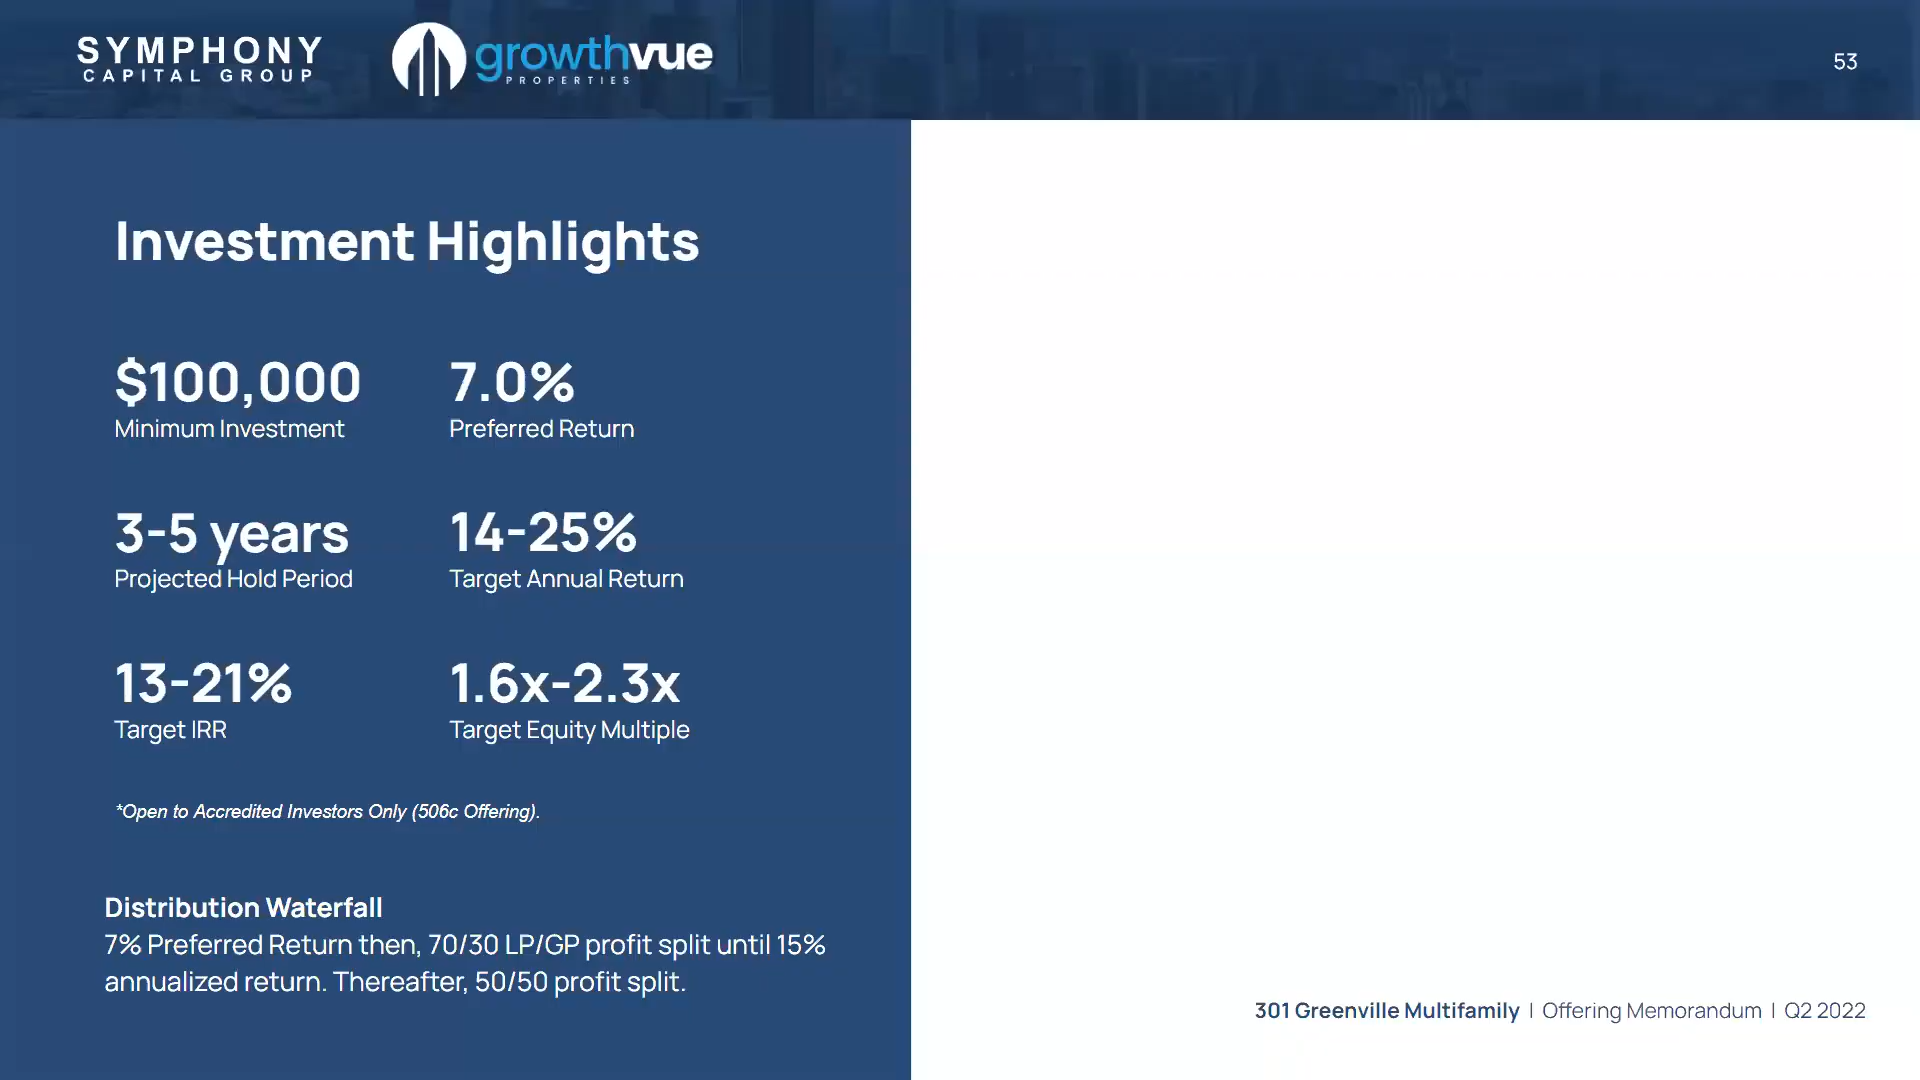 SYMPHONY
CAPITAL GROUP
growthvue
PROPERTIES
53
Investment Highlights
$100,000
Minimum Investment
7.0%
Preferred Return
3-5 years
Projected Hold Period
14-25%
Target Annual Return
13-21%
Target IRR
1.6x-2.3x
Target Equity Multiple
*Open to Accredited Investors Only (506c Offering).
Distribution Waterfall
7% Preferred Return then, 70/30 LP/GP profit split until 15%
annualized return. Thereafter, 50/50 profit split.
301 Greenville Multifamily | Offering Memorandum | Q2 2022